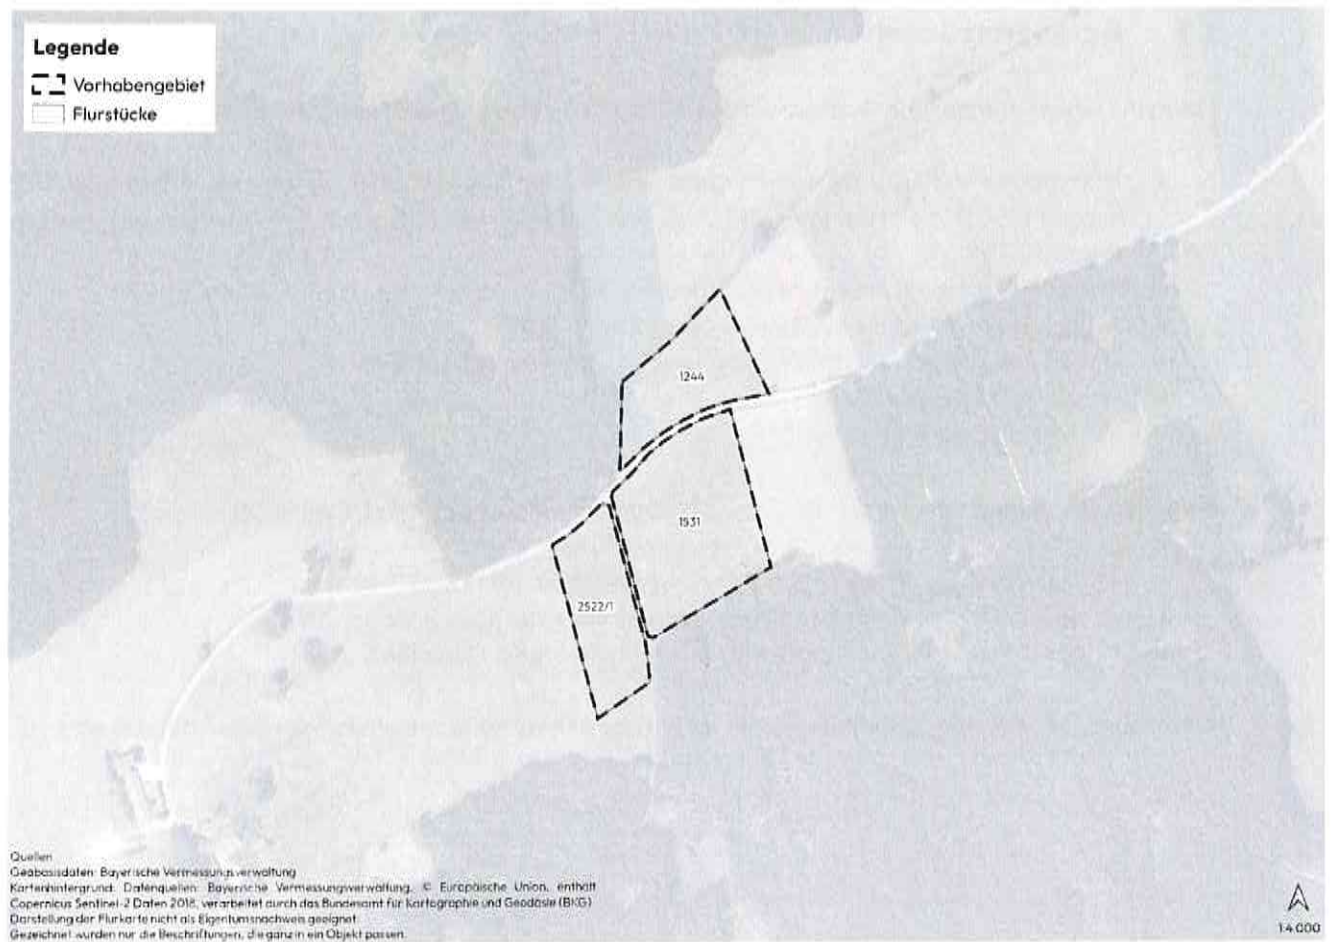 Legende
Vorhabengebiet
Flurstücke
1244
1931
2522/1
Quellen
Geobasisdaten: Bayerische Vermessungsverwaltung
Kartenhintergrund: Datenquellen: Bayerische Vermessungsverwaltung, © Europäische Union, enthält
Copernicus Sentinel-2 Daten 2018, verarbeitet durch das Bundesamt für Kartographie und Geodäsie (BKG)
Darstellung der Flurkarte nicht als Eigentumsnachweis geeignet.
Gezeichnet wurden nur die Beschriftungen, die ganz in ein Objekt passen.
1:4.000